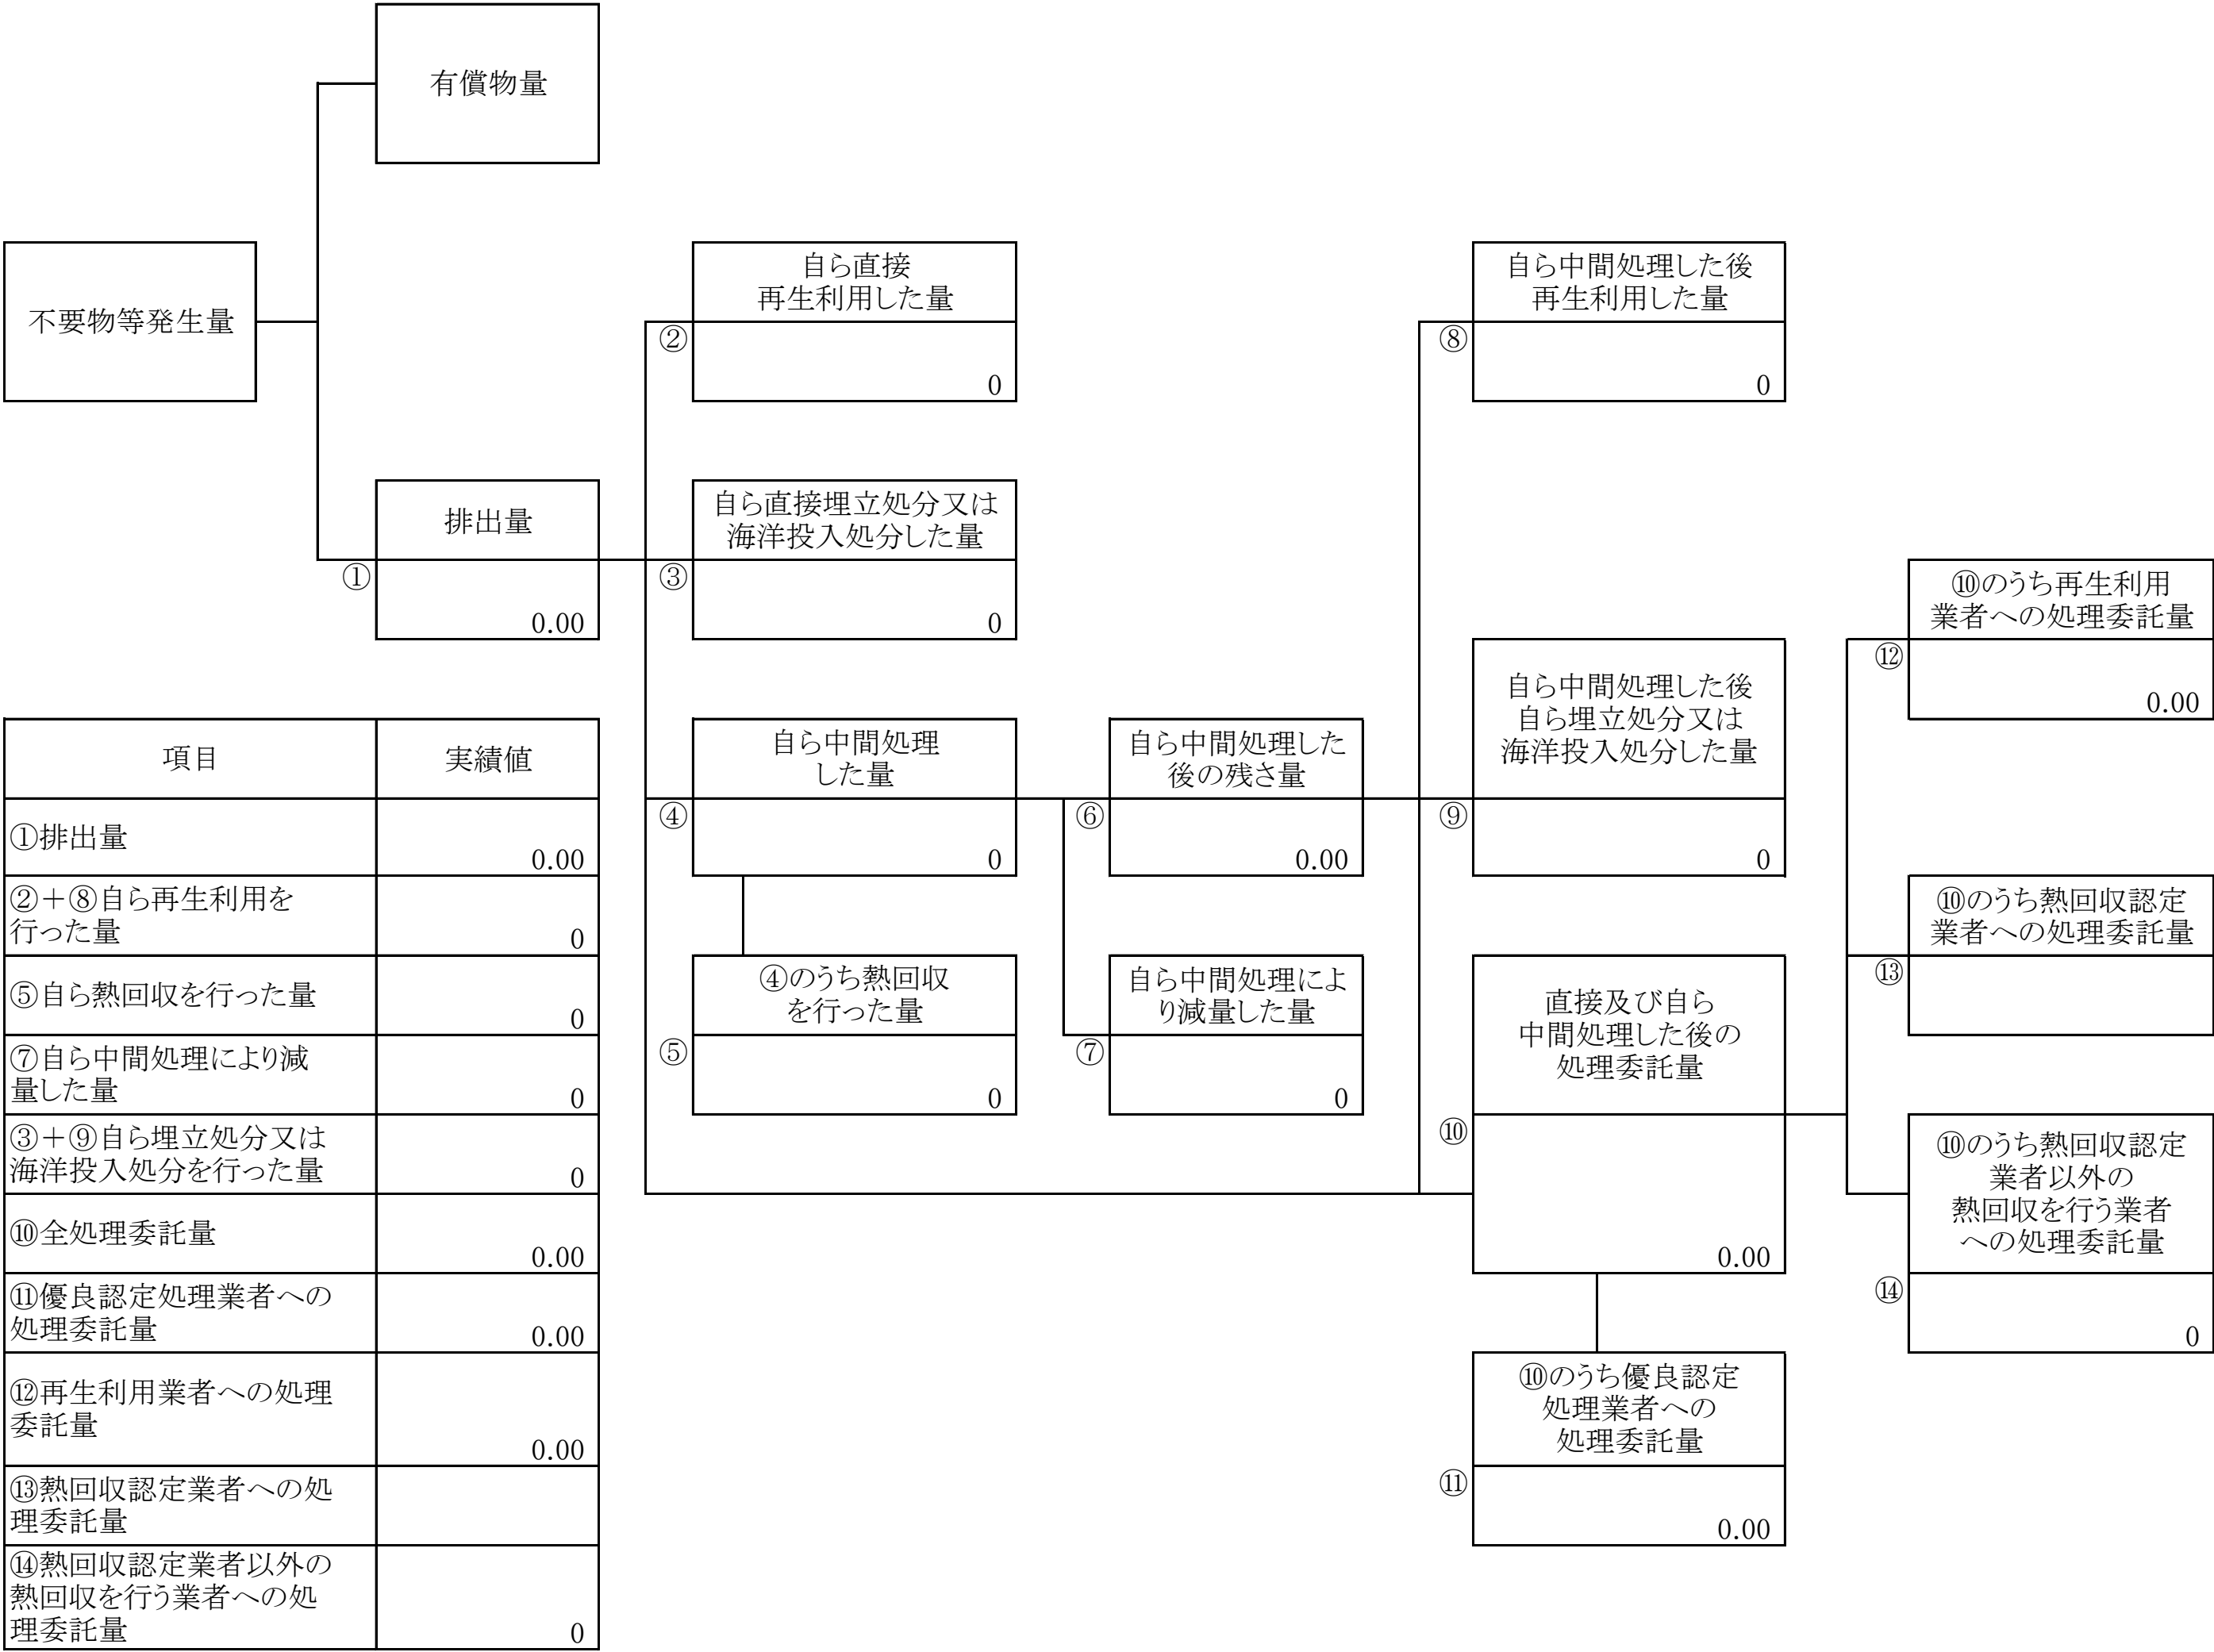 有償物量
不要物等発生量
自ら直接
再生利用した量
②
0
自ら中間処理した後
再生利用した量
⑧
0
排出量
①
0.00
自ら直接埋立処分又は
海洋投入処分した量
③
0
⑩のうち再生利用
業者への処理委託量
⑫
0.00
自ら中間処理
した量
④
0
自ら中間処理した
後の残さ量
⑥
0.00
自ら中間処理した後
自ら埋立処分又は
海洋投入処分した量
⑨
0
④のうち熱回収
を行った量
⑤
0
自ら中間処理によ
り減量した量
⑦
0
直接及び自ら
中間処理した後の
処理委託量
⑩
0.00
⑩のうち熱回収認定
業者への処理委託量
⑬
⑩のうち熱回収認定
業者以外の
熱回収を行う業者
への処理委託量
⑭
0
⑩のうち優良認定
処理業者への
処理委託量
⑪
0.00
項目
実績値
①排出量
0.00
②＋⑧自ら再生利用を
行った量
0
⑤自ら熱回収を行った量
0
⑦自ら中間処理により減
量した量
0
③＋⑨自ら埋立処分又は
海洋投入処分を行った量
0
⑩全処理委託量
0.00
⑪優良認定処理業者への
処理委託量
0.00
⑫再生利用業者への処理
委託量
0.00
⑬熱回収認定業者への処
理委託量
⑭熱回収認定業者以外の
熱回収を行う業者への処
理委託量
0